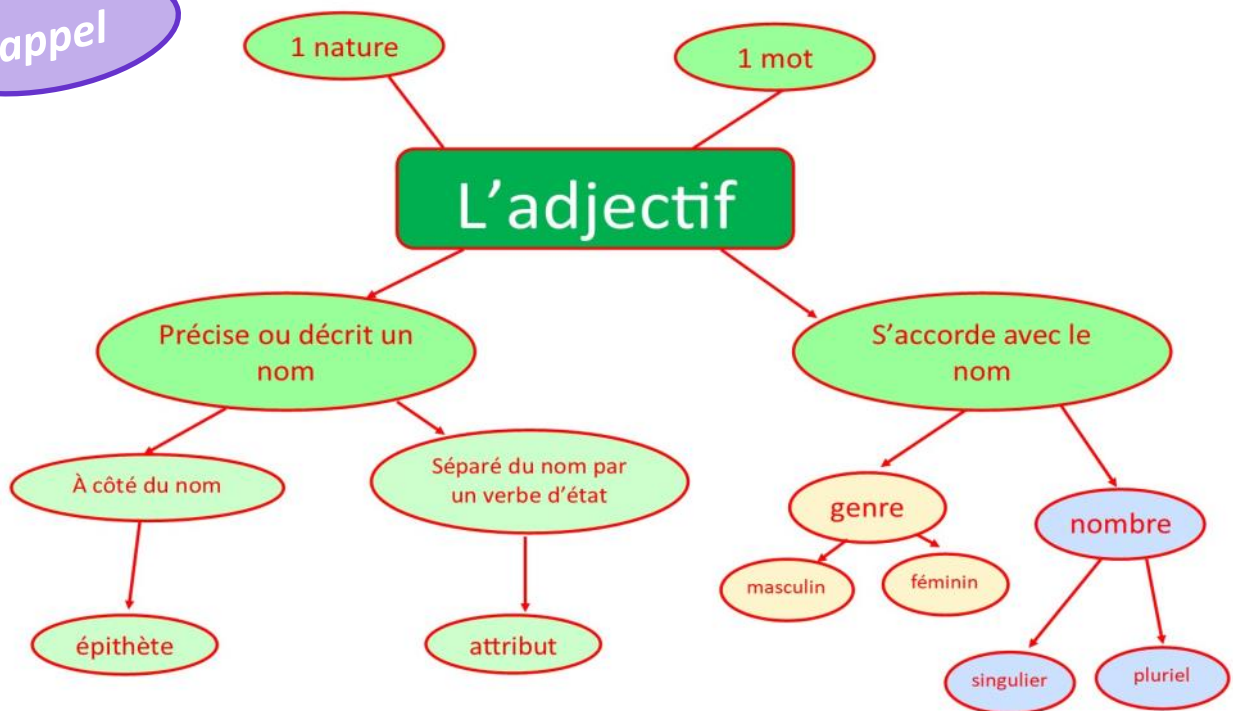 appel
1 nature
1 mot
L’adjectif
Précise ou décrit un
nom
S’accorde avec le
nom
À côté du nom
Séparé du nom par
un verbe d’état
genre
nombre
masculin
féminin
épithète
attribut
singulier
pluriel